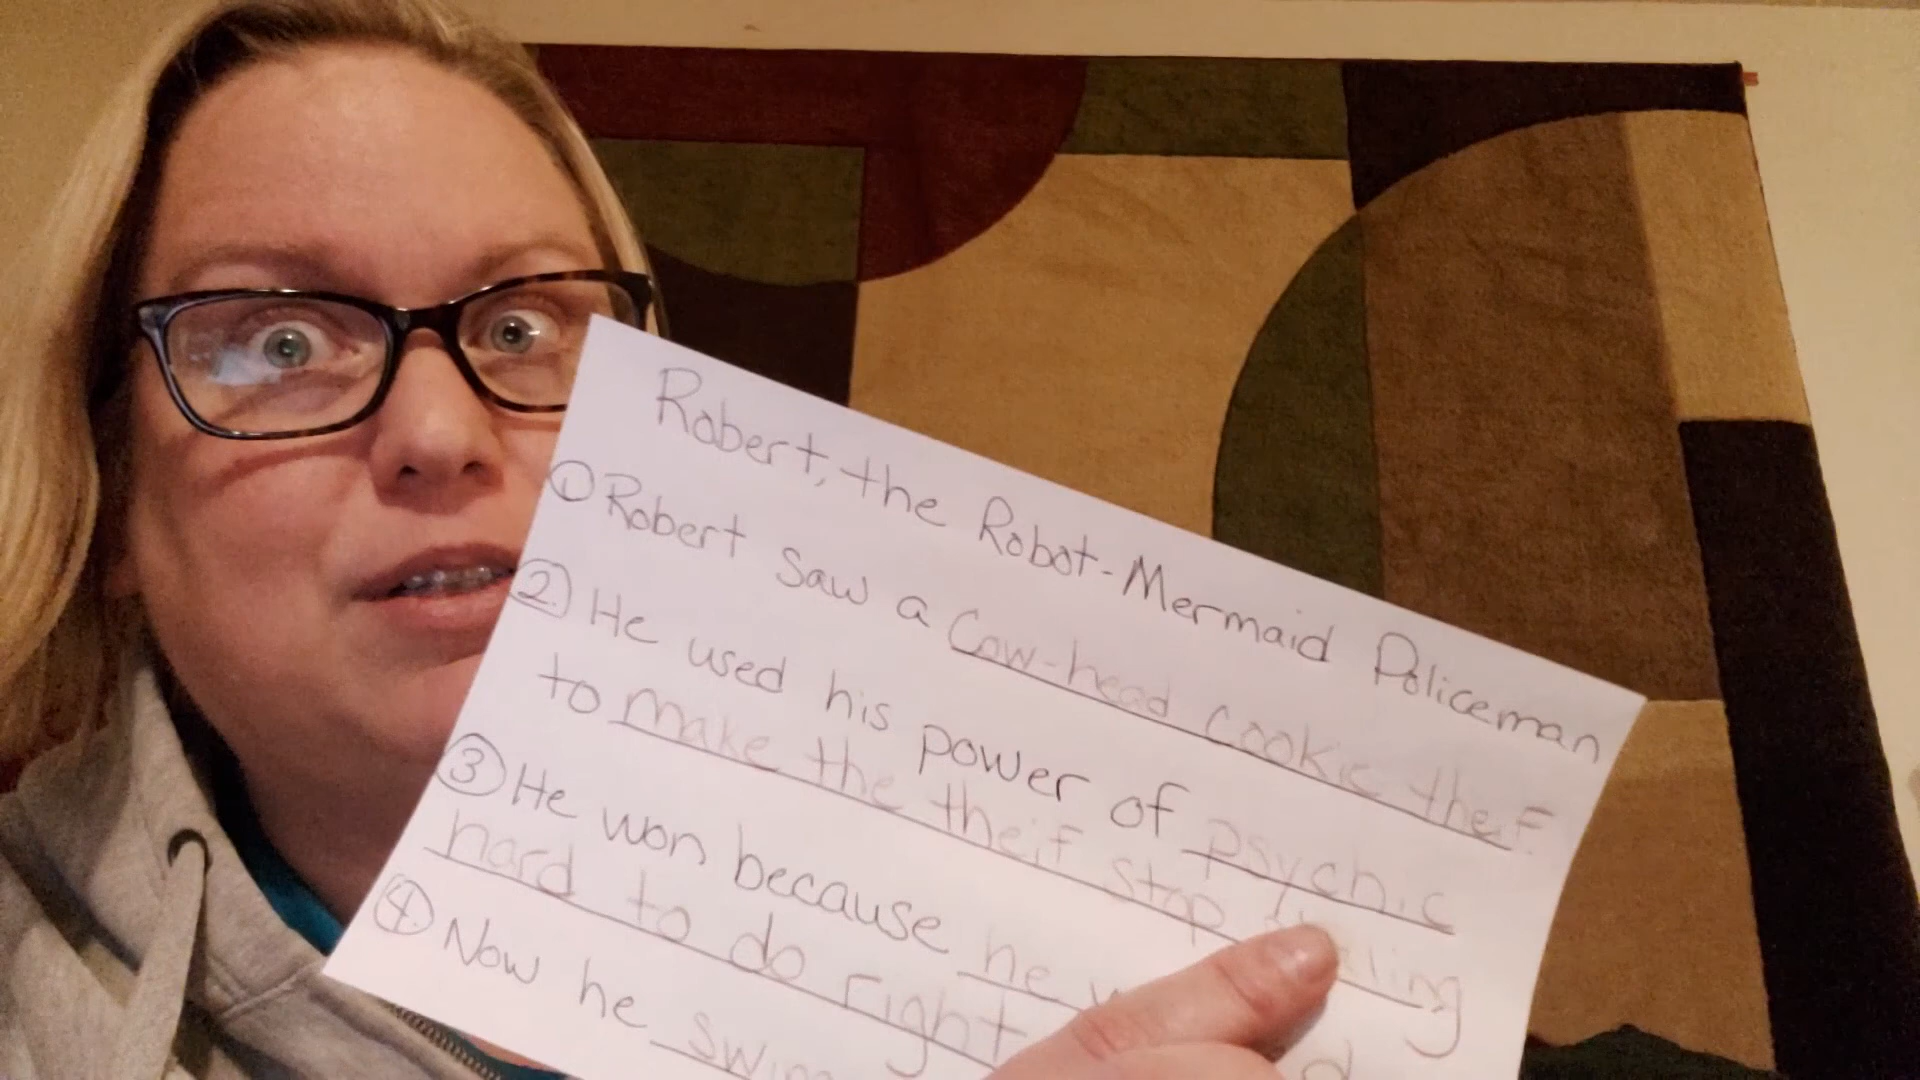 Robert, the Robot-Mermaid Policeman
① Robert saw a Cow-head cookie theif.
② He used his power of psychic
to make the theif stop
③ He won because he
hard to do right
④ Now he